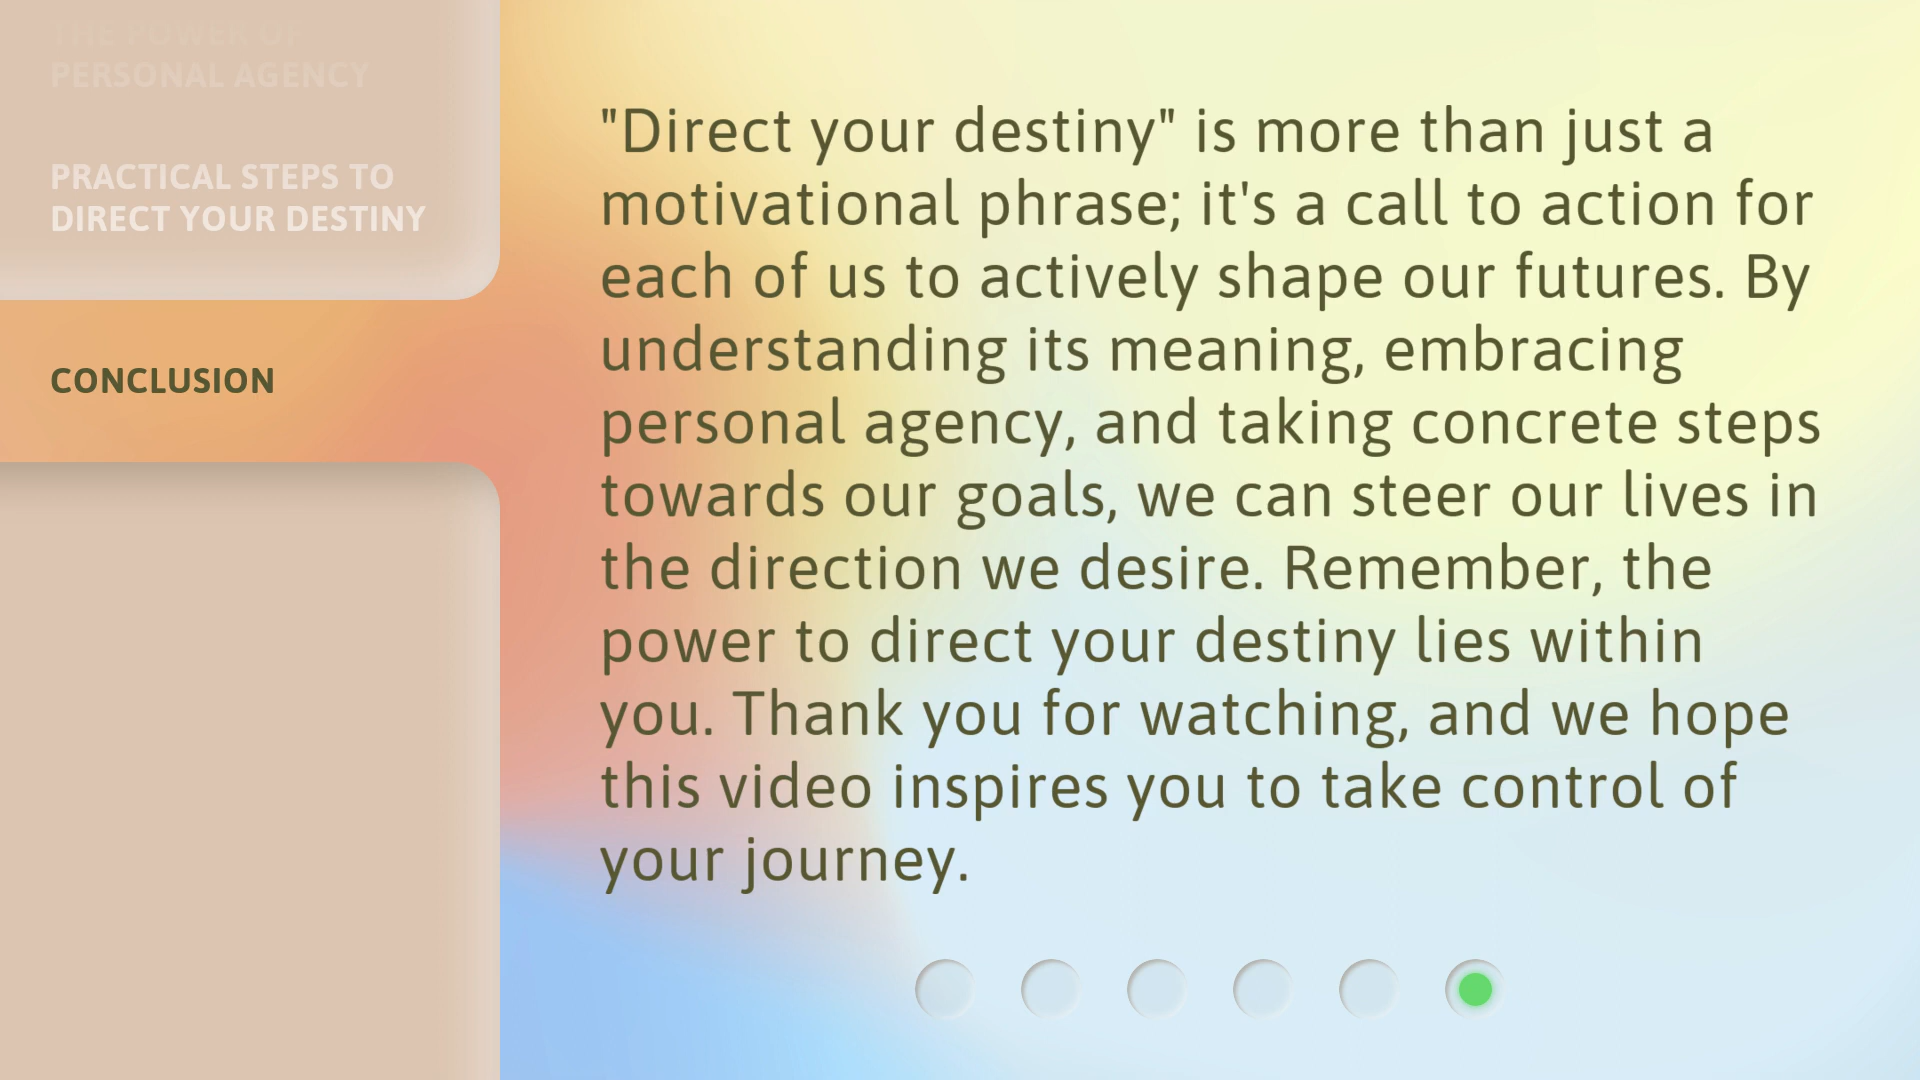 THE POWER OF
PERSONAL AGENCY
PRACTICAL STEPS TO
DIRECT YOUR DESTINY
CONCLUSION
"Direct your destiny" is more than just a
motivational phrase; it's a call to action for
each of us to actively shape our futures. By
understanding its meaning, embracing
personal agency, and taking concrete steps
towards our goals, we can steer our lives in
the direction we desire. Remember, the
power to direct your destiny lies within
you. Thank you for watching, and we hope
this video inspires you to take control of
your journey.